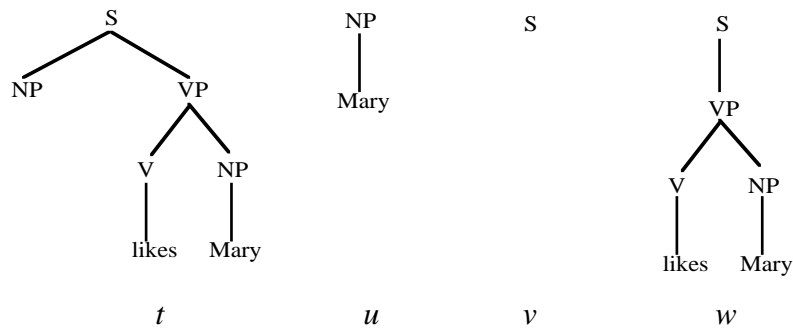 S NP S S
NP VP Mary VP
V NP V NP
likes Mary likes Mary
t u v w